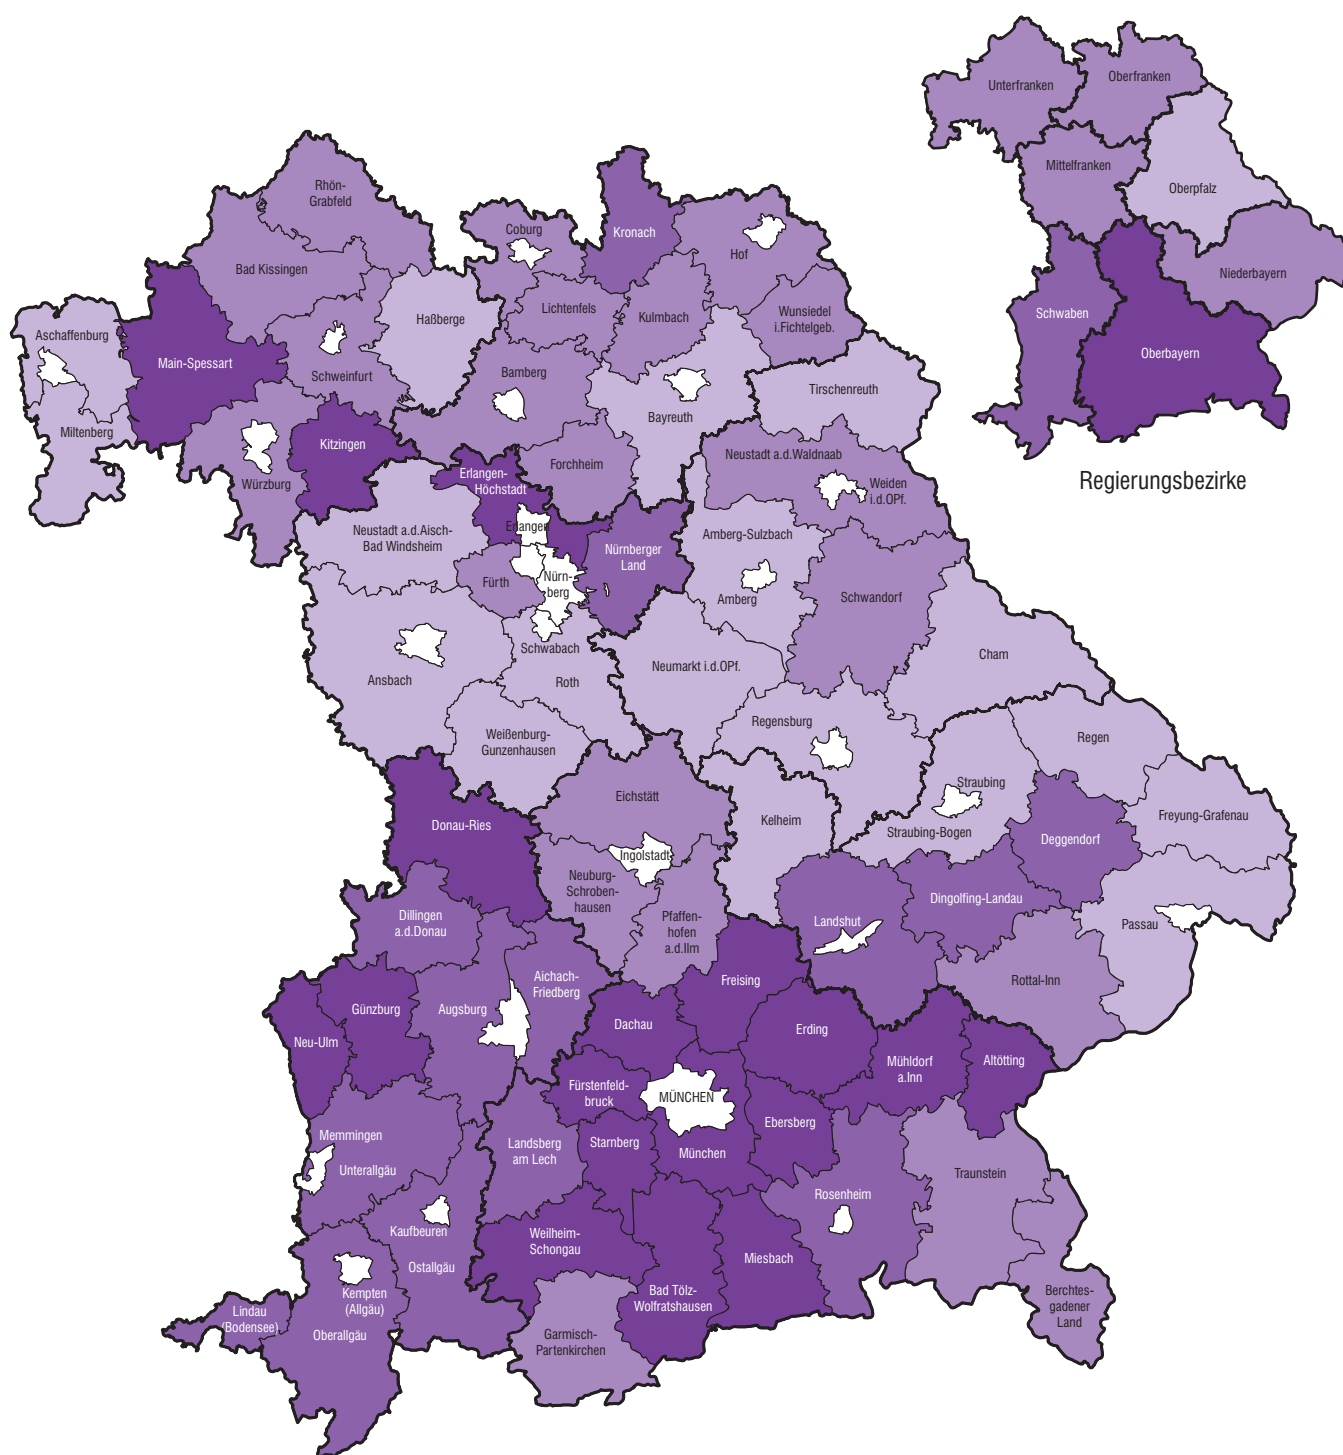 Unterfranken
Oberfranken
Mittelfranken
Oberpfalz
Niederbayern
Schwaben
Oberbayern
Regierungsbezirke
Rhön-
Grabfeld
Coburg
Kronach
Hof
Bad Kissingen
Lichtenfels
Kulmbach
Wunsiedel
i.Fichtelgeb.
Haßberge
Aschaffenburg
Main-Spessart
Schweinfurt
Bamberg
Bayreuth
Tirschenreuth
Miltenberg
Kitzingen
Würzburg
Forchheim
Neustadt a.d.Waldnaab
Weiden
i.d.OPf.
Erlangen-
Höchstadt
Erlangen
Neustadt a.d.Aisch-
Bad Windsheim
Nürnberger
Land
Amberg-Sulzbach
Amberg
Fürth
Nürn-
berg
Schwandorf
Schwabach
Roth
Ansbach
Neumarkt i.d.OPf.
Cham
Weißenburg-
Gunzenhausen
Regensburg
Regen
Straubing
Straubing-Bogen
Freyung-Grafenau
Eichstätt
Kelheim
Deggendorf
Donau-Ries
Ingolstadt
Neuburg-
Schroben-
hausen
Dingolfing-Landau
Dillingen
a.d.Donau
Pfaffen-
hofen
a.d.Ilm
Landshut
Passau
Rottal-Inn
Aichach-
Friedberg
Freising
Günzburg
Augsburg
Dachau
Erding
Neu-Ulm
Mühldorf
a.Inn
Altötting
Fürstenfeld-
bruck
MÜNCHEN
Ebersberg
Memmingen
Unterallgäu
Landsberg
am Lech
Starnberg
München
Traunstein
Rosenheim
Kaufbeuren
Ostallgäu
Weilheim-
Schongau
Miesbach
Kempten
(Allgäu)
Oberallgäu
Lindau
(Bodensee)
Bad Tölz-
Wolfratshausen
Garmisch-
Partenkirchen
Berchtes-
gadener
Land